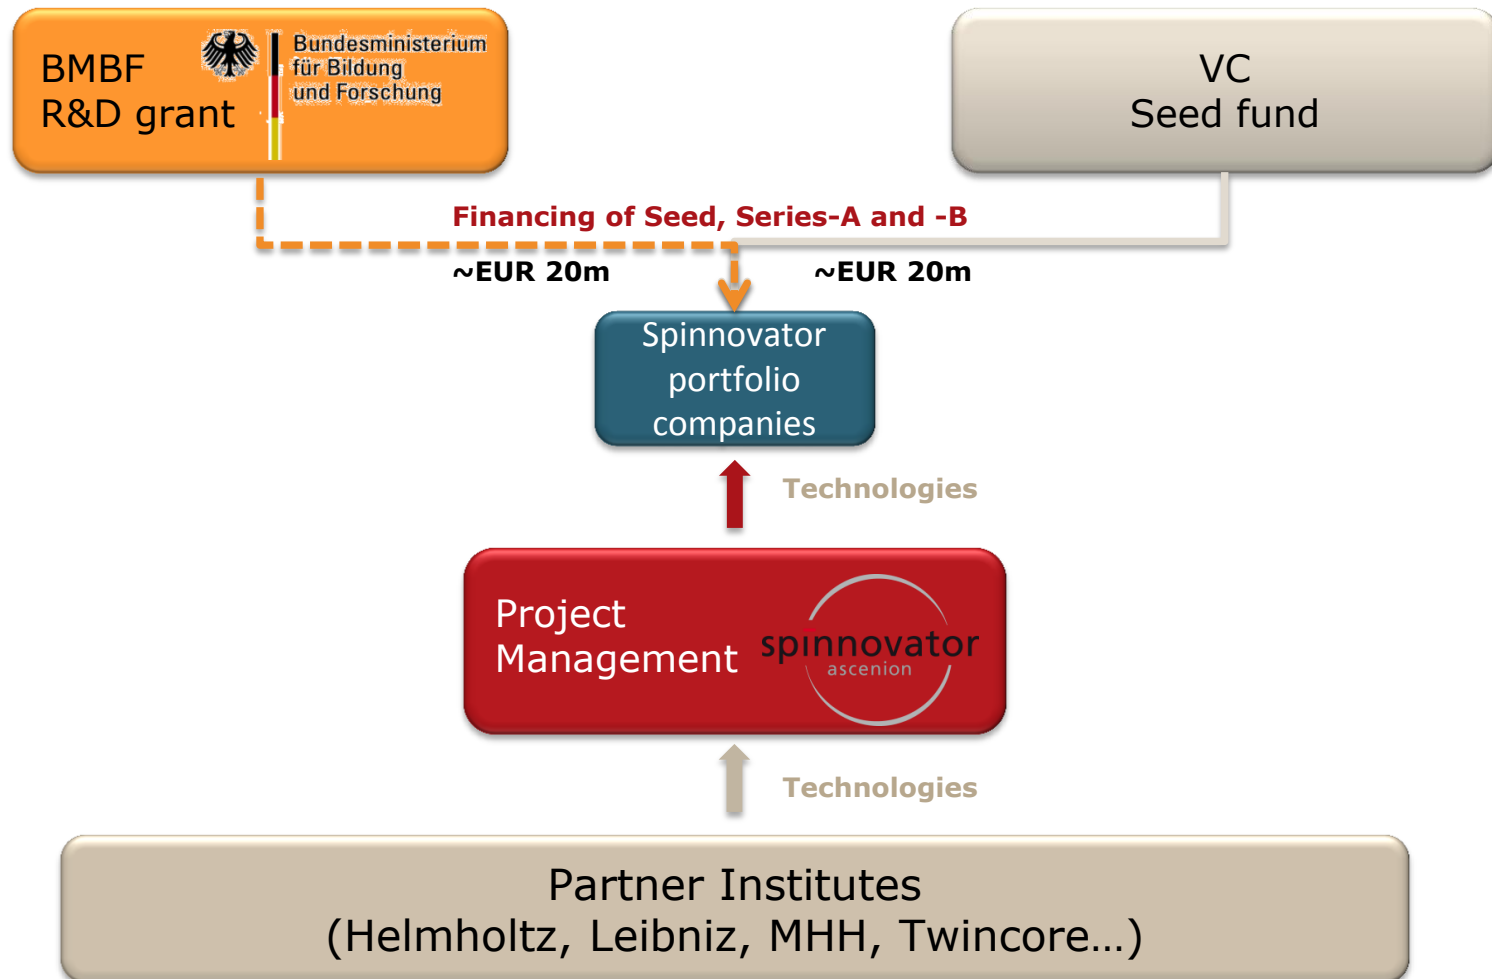 BMBF
R&D grant
Bundesministerium
für Bildung
und Forschung
VC
Seed fund
Financing of Seed, Series-A and -B
~EUR 20m
~EUR 20m
Spinnovator
portfolio
companies
Technologies
Project
Management
spinnovator
ascenion
Technologies
Partner Institutes
(Helmholtz, Leibniz, MHH, Twincore…)